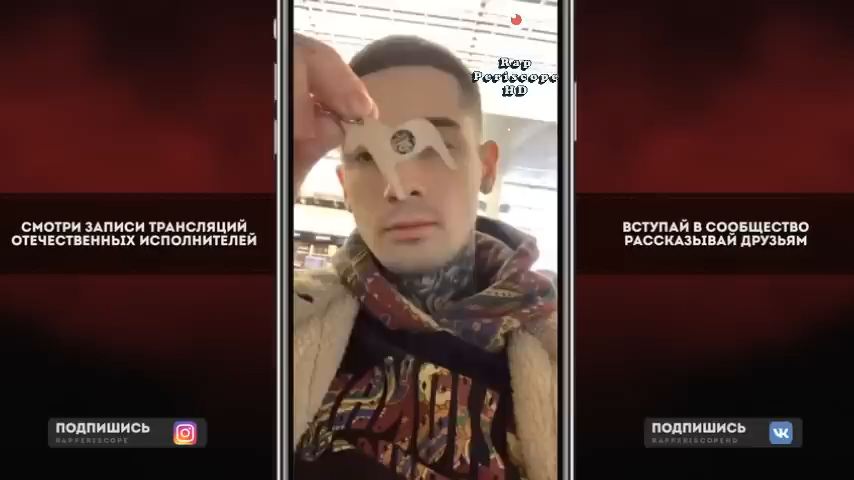 Rap
Periscope
HD
СМОТРИ ЗАПИСИ ТРАНСЛЯЦИЙ
ОТЕЧЕСТВЕННЫХ ИСПОЛНИТЕЛЕЙ
ВСТУПАЙ В СООБЩЕСТВО
РАССКАЗЫВАЙ ДРУЗЬЯМ
ПОДПИШИСЬ
RAPPERISCOPE
ПОДПИШИСЬ
RAPPERISCOPEHD